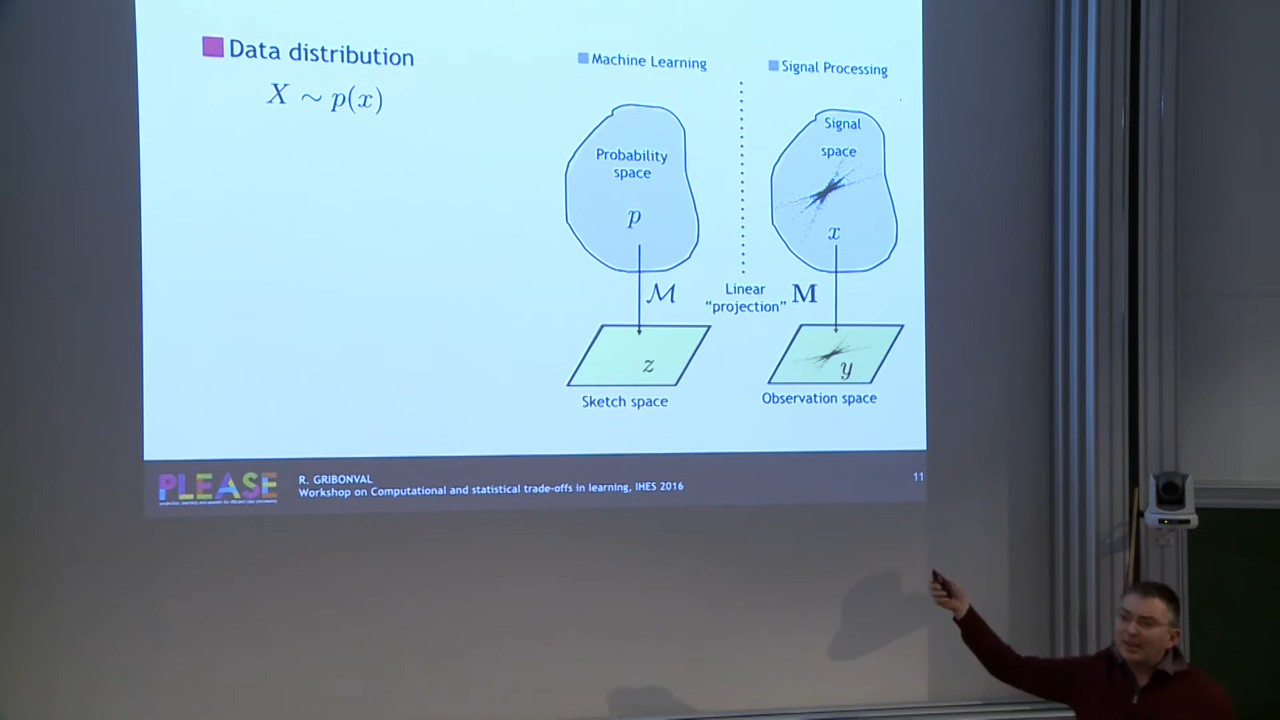 Data distribution
X ∼ p(x)
Machine Learning
Signal Processing
Probability
space
p
Signal
space
x
ℳ
Linear
"projection"
M
z
y
Sketch space
Observation space
PLEASE
R. GRIBONVAL
Workshop on Computational and statistical trade-offs in learning, IHES 2016
11